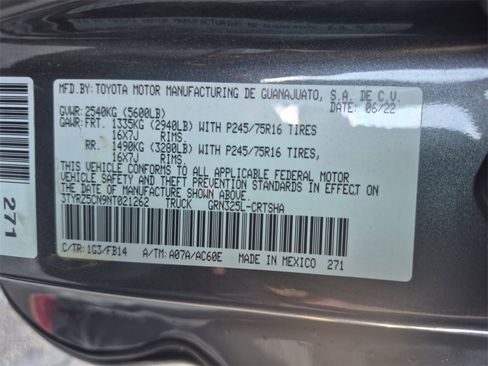 MFD.BY: TOYOTA MOTOR MANUFACTURING DE GUANAJUATO, S.A. DE C.V.
DATE: 06/22
GVWR: 2540KG (5600LB)
GAWR: FRT. 1335KG (2940LB) WITH P245/75R16 TIRES
16X7J RIMS
RR. 1490KG (3280LB) WITH P245/75R16 TIRES,
16X7J RIMS
THIS VEHICLE CONFORMS TO ALL APPLICABLE FEDERAL MOTOR
VEHICLE SAFETY AND THEFT PREVENTION STANDARDS IN EFFECT ON
THE DATE OF MANUFACTURE SHOWN ABOVE.
3TYRZ5CN9NT021262 TRUCK GRN325L-CRTSHA
C/TR: 1G3/FB14 A/TM: A07A/AC60E MADE IN MEXICO 271
271